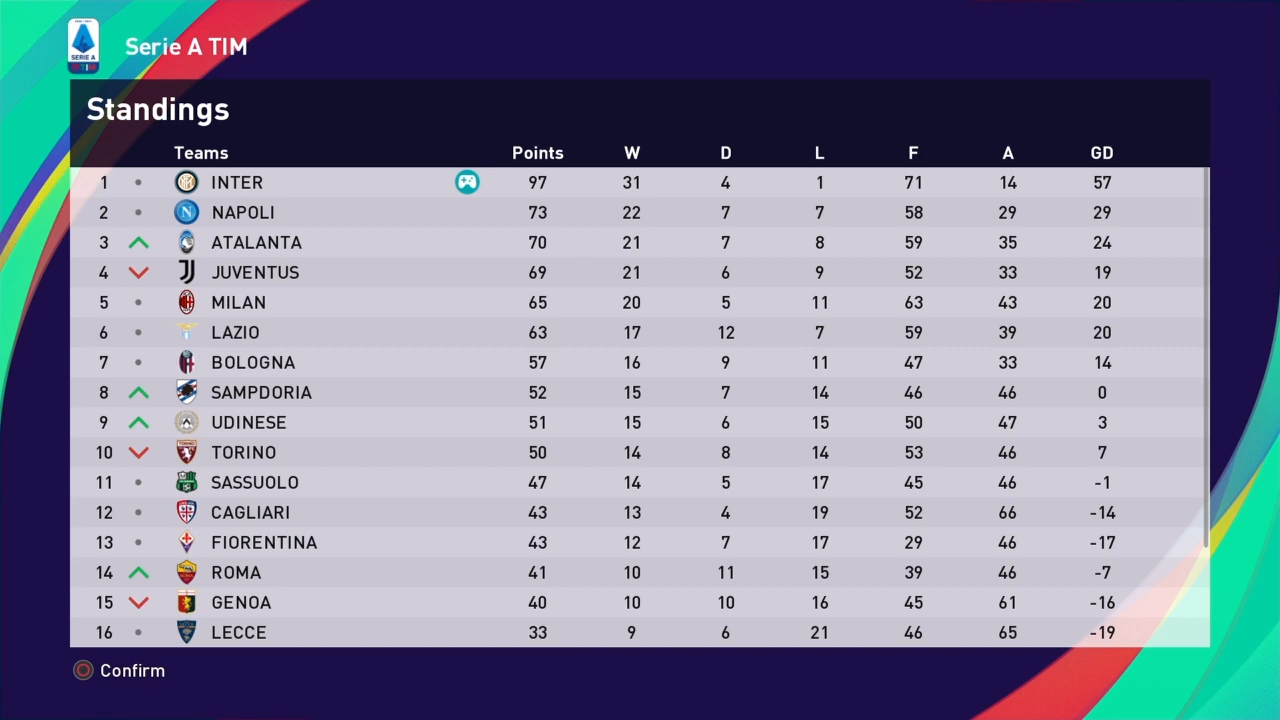 Serie A TIM
SERIE A
TIM
Standings
Teams Points W D L F A GD
1 INTER 97 31 4 1 71 14 57
2 N NAPOLI 73 22 7 7 58 29 29
3 ATALANTA 70 21 7 8 59 35 24
4 JUVENTUS 69 21 6 9 52 33 19
5 MILAN 65 20 5 11 63 43 20
6 LAZIO 63 17 12 7 59 39 20
7 BOLOGNA 57 16 9 11 47 33 14
8 SAMPDORIA 52 15 7 14 46 46 0
9 UDINESE 51 15 6 15 50 47 3
10 TORINO 50 14 8 14 53 46 7
11 SASSUOLO 47 14 5 17 45 46 -1
12 CAGLIARI 43 13 4 19 52 66 -14
13 FIORENTINA 43 12 7 17 29 46 -17
14 ROMA 41 10 11 15 39 46 -7
15 GENOA 40 10 10 16 45 61 -16
16 LECCE 33 9 6 21 46 65 -19
Confirm